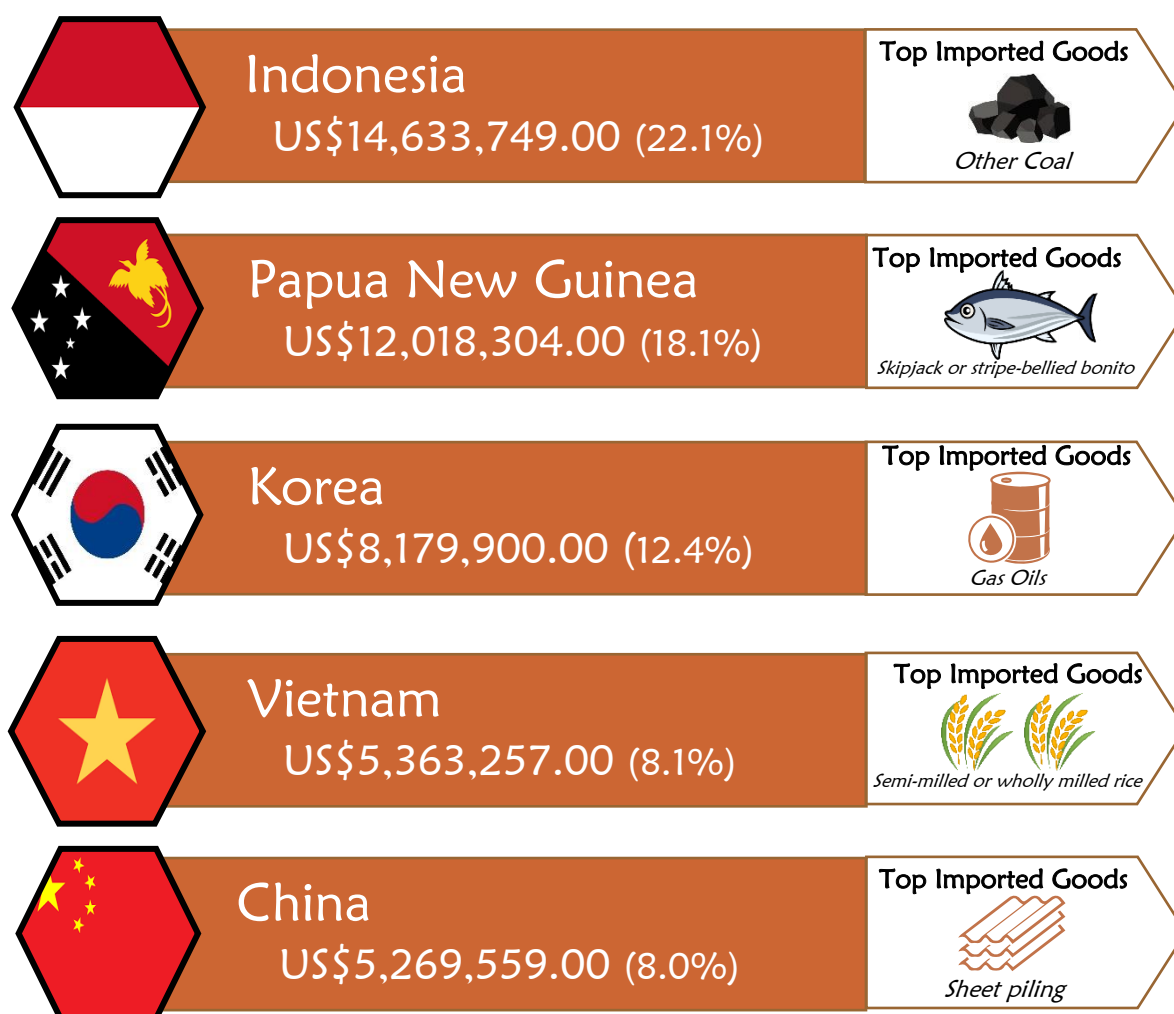 Indonesia
US$14,633,749.00 (22.1%)
Top Imported Goods
Other Coal
Papua New Guinea
US$12,018,304.00 (18.1%)
Top Imported Goods
Skipjack or stripe-bellied bonito
Korea
US$8,179,900.00 (12.4%)
Top Imported Goods
Gas Oils
Vietnam
US$5,363,257.00 (8.1%)
Top Imported Goods
Semi-milled or wholly milled rice
China
US$5,269,559.00 (8.0%)
Top Imported Goods
Sheet piling